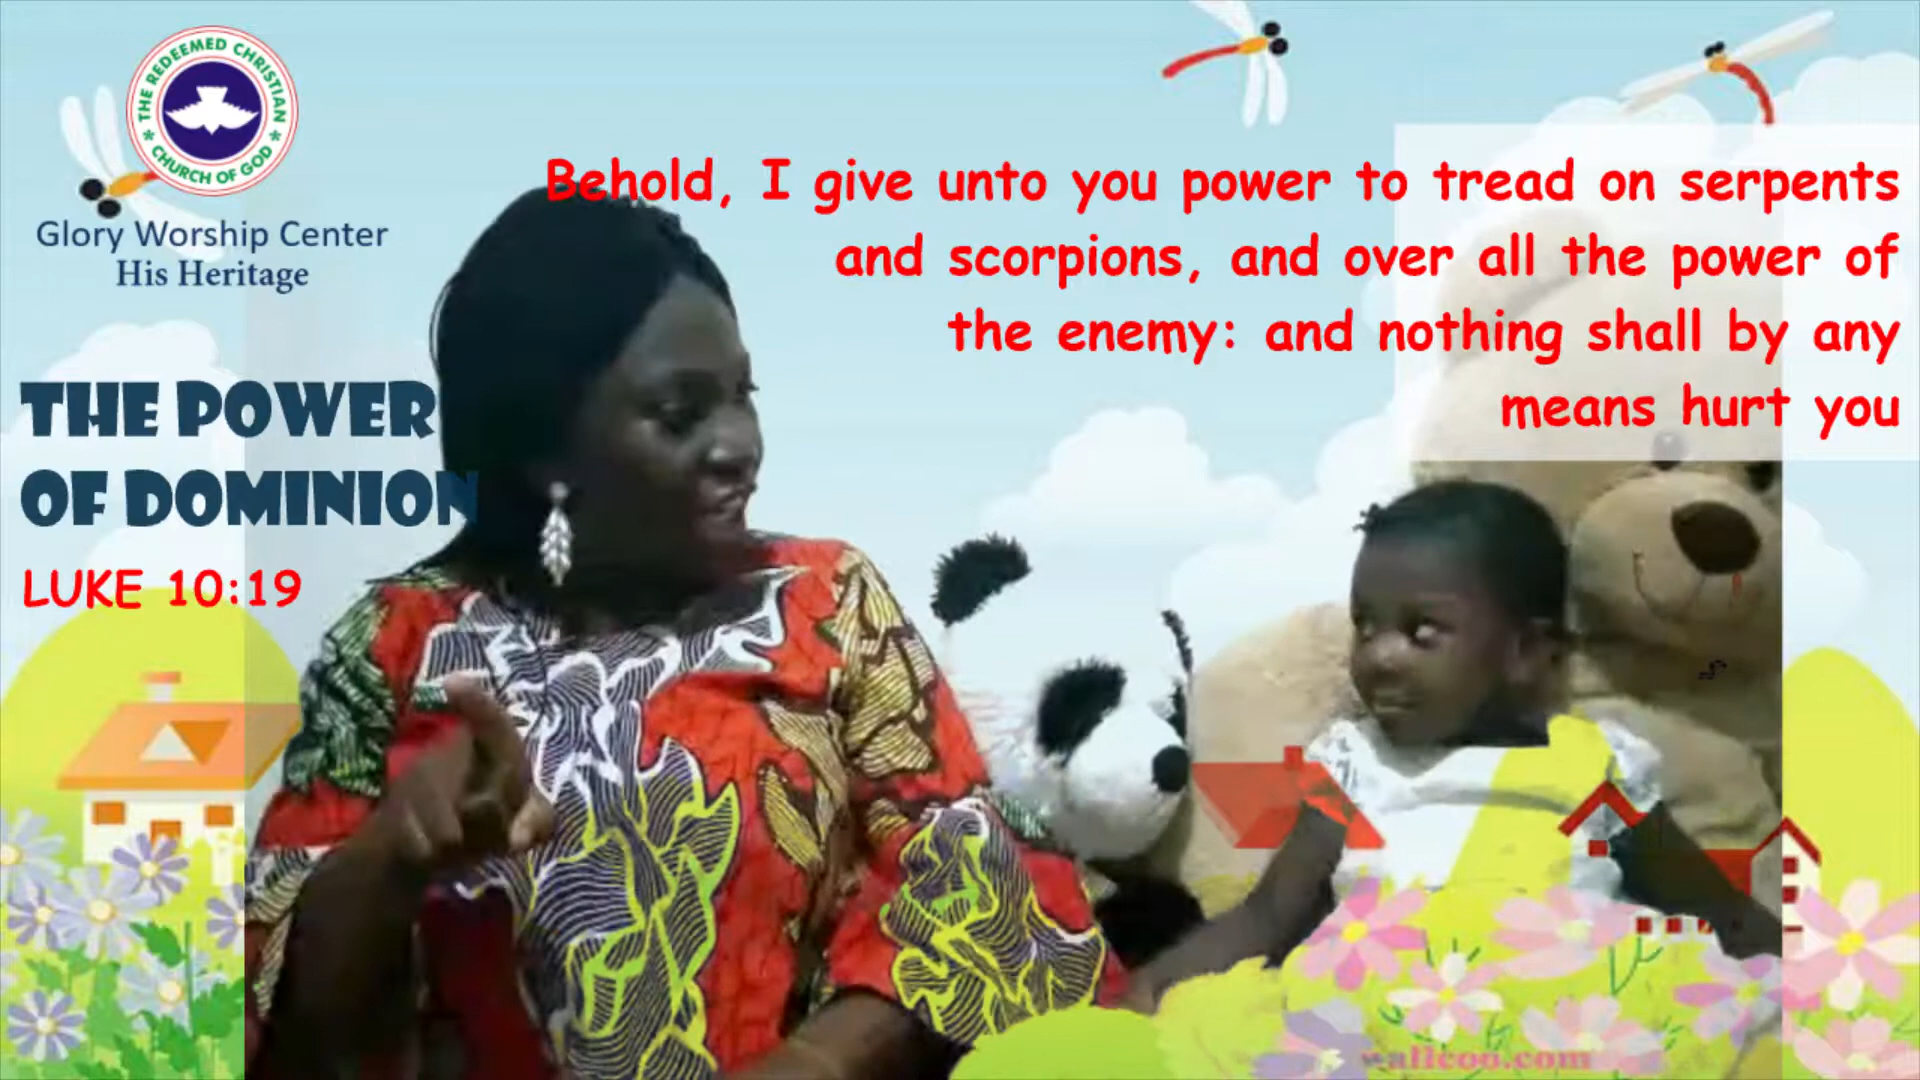 THE REDEEMED CHRISTIAN
CHURCH OF GOD
Glory Worship Center
His Heritage
Behold, I give unto you power to tread on serpents
and scorpions, and over all the power of
the enemy: and nothing shall by any
means hurt you
THE POWER
OF DOMINION
LUKE 10:19
wallcoo.com